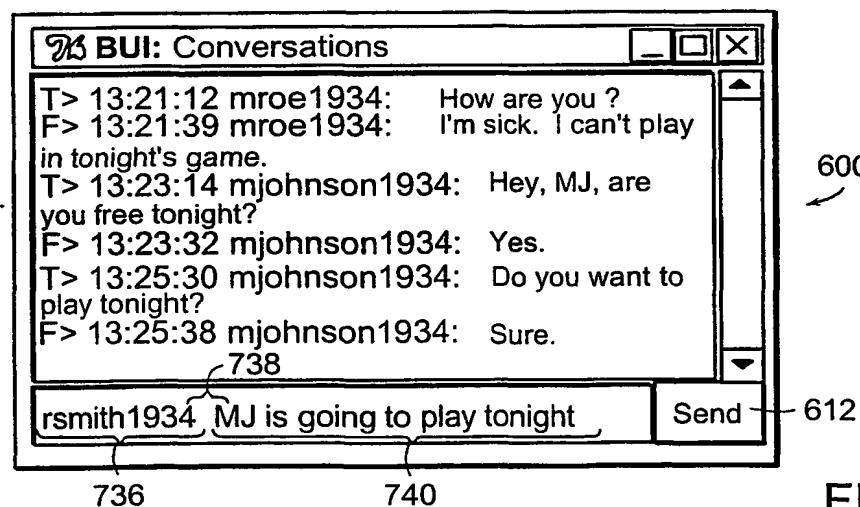 BUI: Conversations
T> 13:21:12 mroe1934: How are you ?
F> 13:21:39 mroe1934: I'm sick. I can't play
in tonight's game.
T> 13:23:14 mjohnson1934: Hey, MJ, are
you free tonight?
F> 13:23:32 mjohnson1934: Yes.
T> 13:25:30 mjohnson1934: Do you want to
play tonight?
F> 13:25:38 mjohnson1934: Sure.
738
rsmith1934 MJ is going to play tonight Send 612
736 740
600